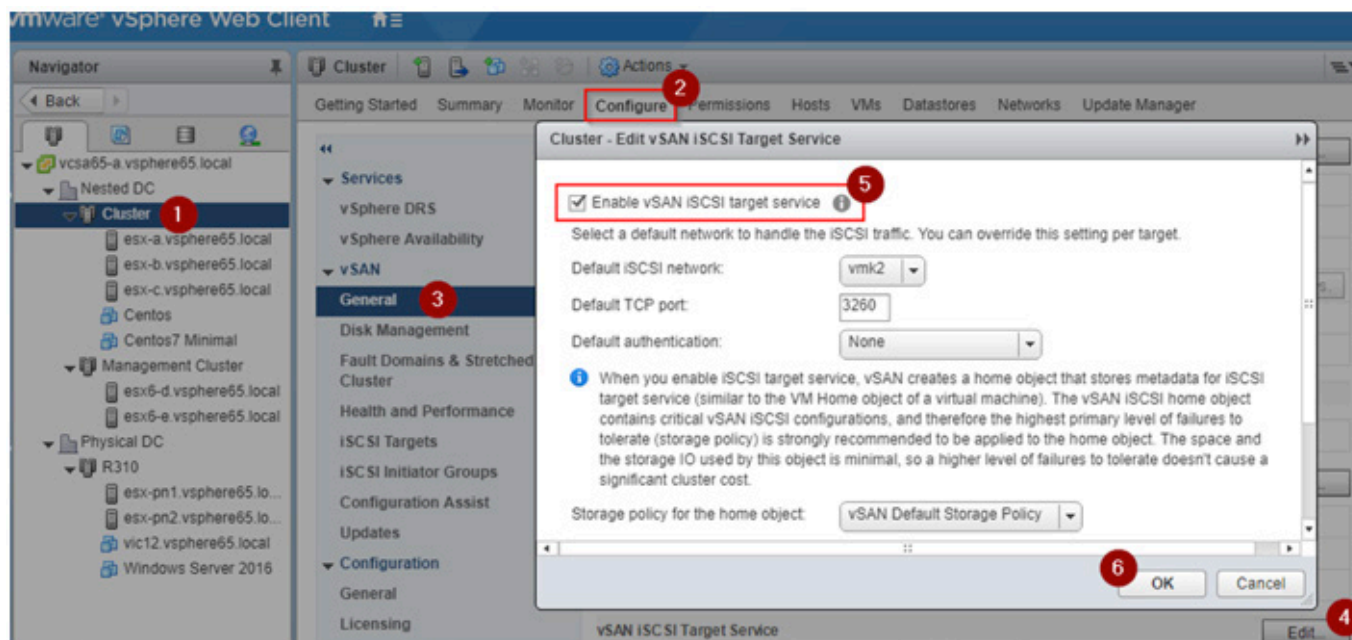 vmware® vSphere Web Client
Navigator
Back
vcsa65-a.vsphere65.local
Nested DC
Cluster 1
esx-a.vsphere65.local
esx-b.vsphere65.local
esx-c.vsphere65.local
Centos
Centos7 Minimal
Management Cluster
esx6-d.vsphere65.local
esx6-e.vsphere65.local
Physical DC
R310
esx-pn1.vsphere65.lo...
esx-pn2.vsphere65.lo...
vic12.vsphere65.local
Windows Server 2016
Cluster Actions
2
Getting Started Summary Monitor Configure Permissions Hosts VMs Datastores Networks Update Manager
Services
vSphere DRS
vSphere Availability
vSAN
General 3
Disk Management
Fault Domains & Stretched
Cluster
Health and Performance
iSCSI Targets
iSCSI Initiator Groups
Configuration Assist
Updates
Configuration
General
Licensing
Cluster - Edit vSAN iSCSI Target Service
5
Enable vSAN iSCSI target service
Select a default network to handle the iSCSI traffic. You can override this setting per target.
Default iSCSI network: vmk2
Default TCP port: 3260
Default authentication: None
When you enable iSCSI target service, vSAN creates a home object that stores metadata for iSCSI
target service (similar to the VM Home object of a virtual machine). The vSAN iSCSI home object
contains critical vSAN iSCSI configurations, and therefore the highest primary level of failures to
tolerate (storage policy) is strongly recommended to be applied to the home object. The space and
the storage IO used by this object is minimal, so a higher level of failures to tolerate doesn't cause a
significant cluster cost.
Storage policy for the home object: vSAN Default Storage Policy
6
OK Cancel
vSAN iSCSI Target Service Edit... 4